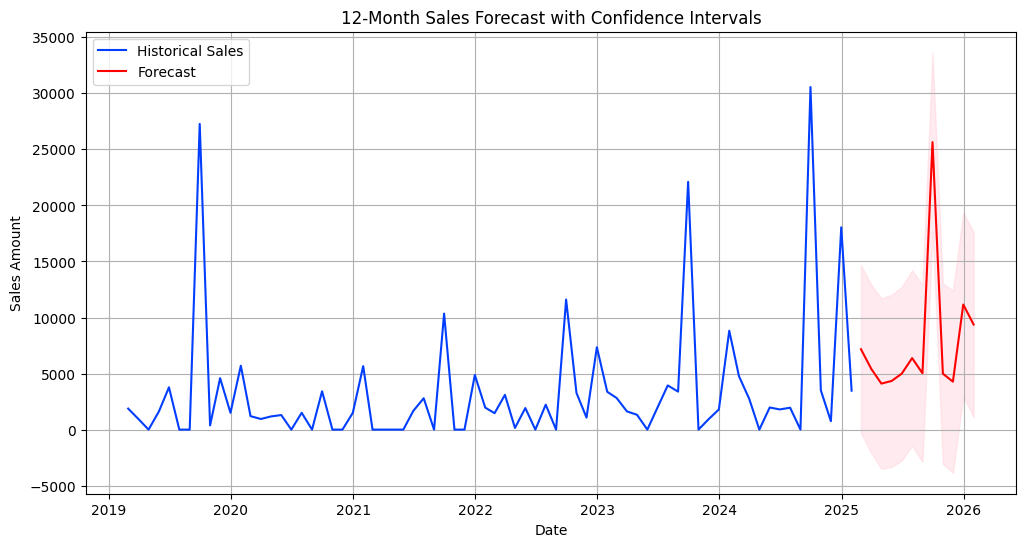 12-Month Sales Forecast with Confidence Intervals
Historical Sales
Forecast
35000
30000
25000
20000
15000
10000
5000
0
−5000
Sales Amount
2019 2020 2021 2022 2023 2024 2025 2026
Date